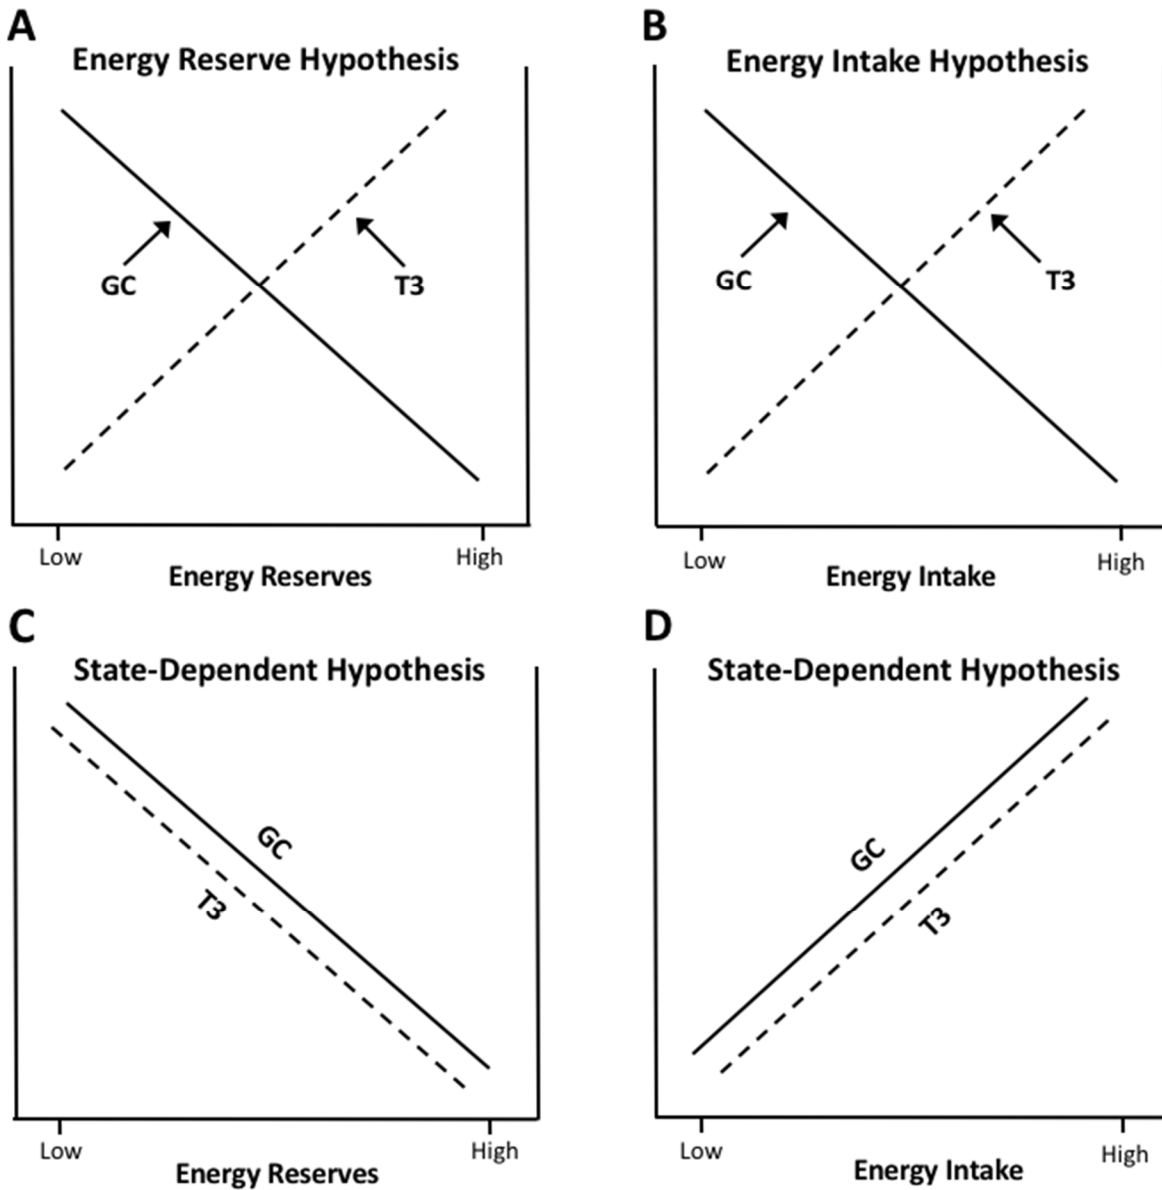 A
Energy Reserve Hypothesis
GC
T3
Low
High
Energy Reserves
B
Energy Intake Hypothesis
GC
T3
Low
High
Energy Intake
C
State-Dependent Hypothesis
GC
T3
Low
High
Energy Reserves
D
State-Dependent Hypothesis
GC
T3
Low
High
Energy Intake